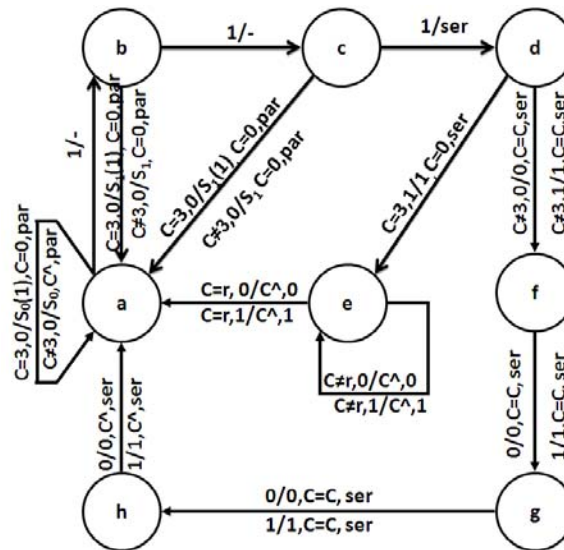 b
1/-
c
1/ser
d
1/-
C=3,0/S₁(1),C=0,par
C≠3,0/S₁,C=0,par
C=3,0/S₁(1),C=0,par
C≠3,0/S₁ C=0,par
C=3,1/1,C=0,ser
C≠3,0/0,C=C,ser
C≠3,1/1,C=C,ser
C=3,0/S₀(1),C=0,par
C≠3,0/S₀,C^,par
a
C=r, 0/C^,0
C=r,1/C^,1
e
C≠r,0/C^,0
C≠r,1/C^,1
f
0/0,C^,ser
1/1,C^,ser
0/0,C=C,ser
1/1,C=C,ser
h
0/0,C=C, ser
1/1,C=C, ser
g